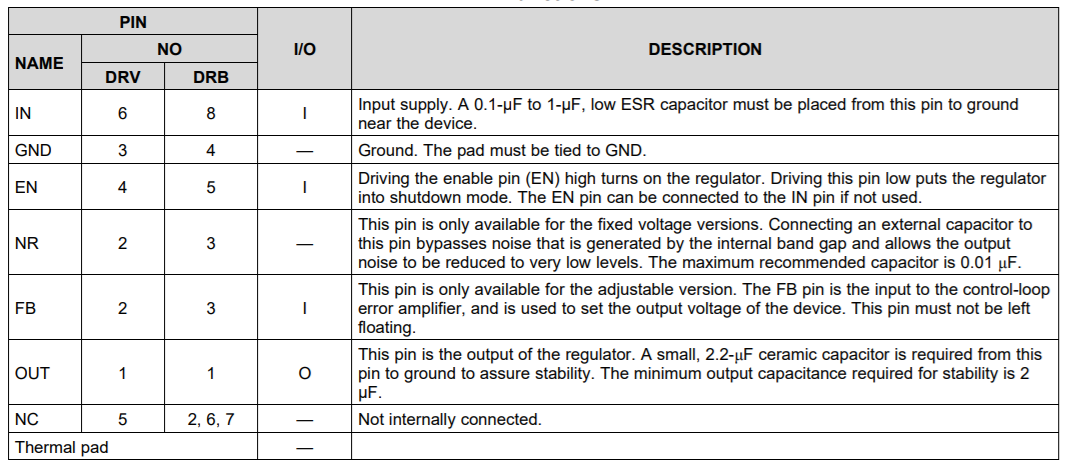 PIN
NAME NO I/O DESCRIPTION
DRV DRB
IN 6 8 I Input supply. A 0.1-μF to 1-μF, low ESR capacitor must be placed from this pin to ground
near the device.
GND 3 4 — Ground. The pad must be tied to GND.
EN 4 5 I Driving the enable pin (EN) high turns on the regulator. Driving this pin low puts the regulator
into shutdown mode. The EN pin can be connected to the IN pin if not used.
NR 2 3 — This pin is only available for the fixed voltage versions. Connecting an external capacitor to
this pin bypasses noise that is generated by the internal band gap and allows the output
noise to be reduced to very low levels. The maximum recommended capacitor is 0.01 μF.
FB 2 3 I This pin is only available for the adjustable version. The FB pin is the input to the control-loop
error amplifier, and is used to set the output voltage of the device. This pin must not be left
floating.
OUT 1 1 O This pin is the output of the regulator. A small, 2.2-μF ceramic capacitor is required from this
pin to ground to assure stability. The minimum output capacitance required for stability is 2
μF.
NC 5 2, 6, 7 — Not internally connected.
Thermal pad —